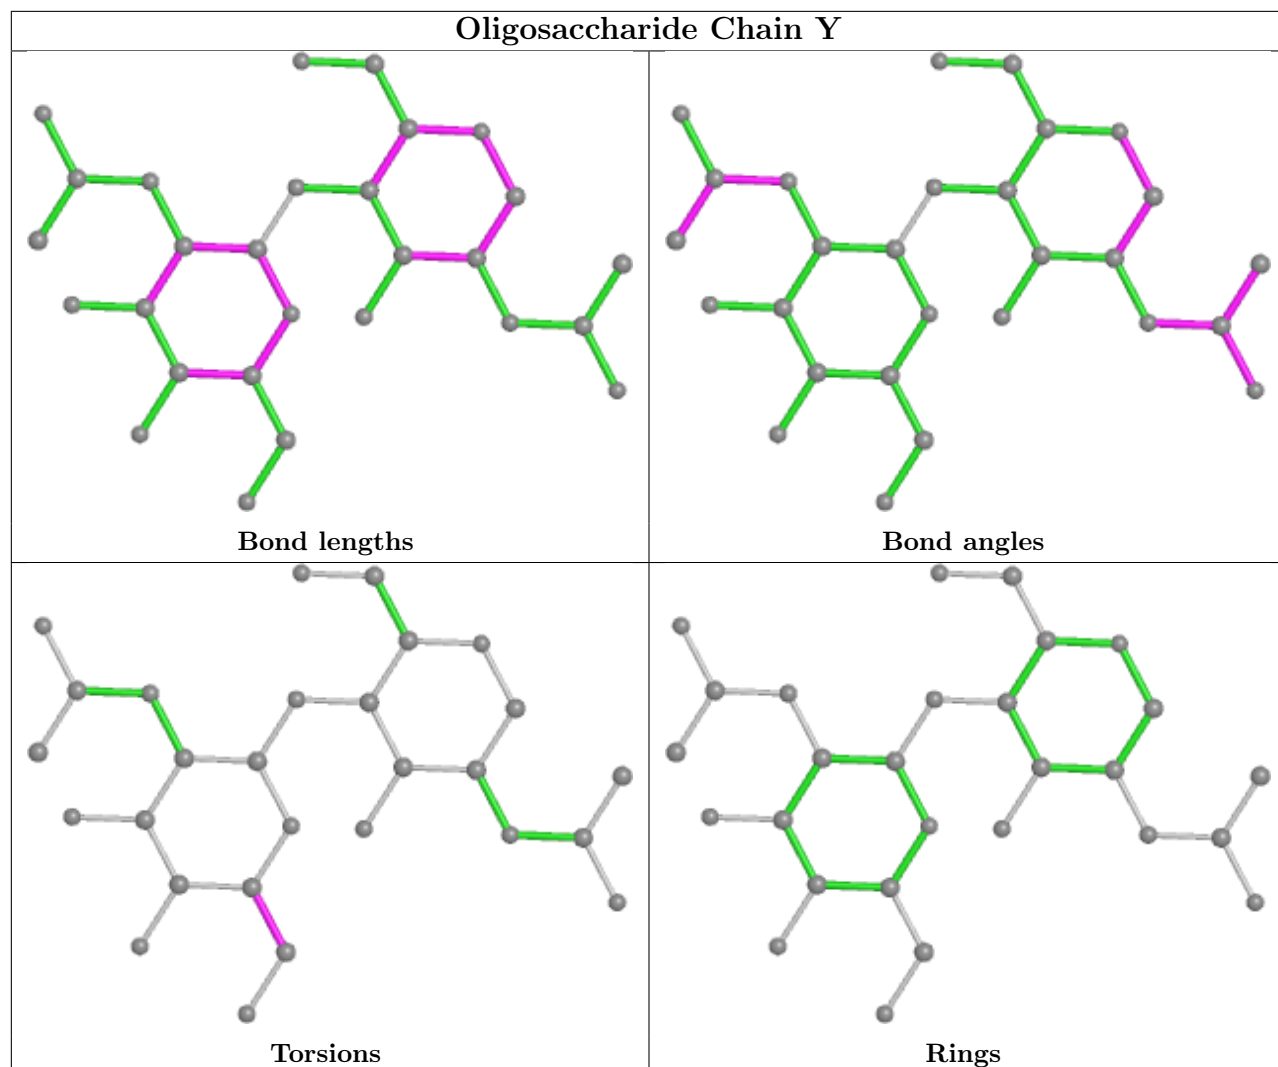 Oligosaccharide Chain Y
Bond lengths
Bond angles
Torsions
Rings